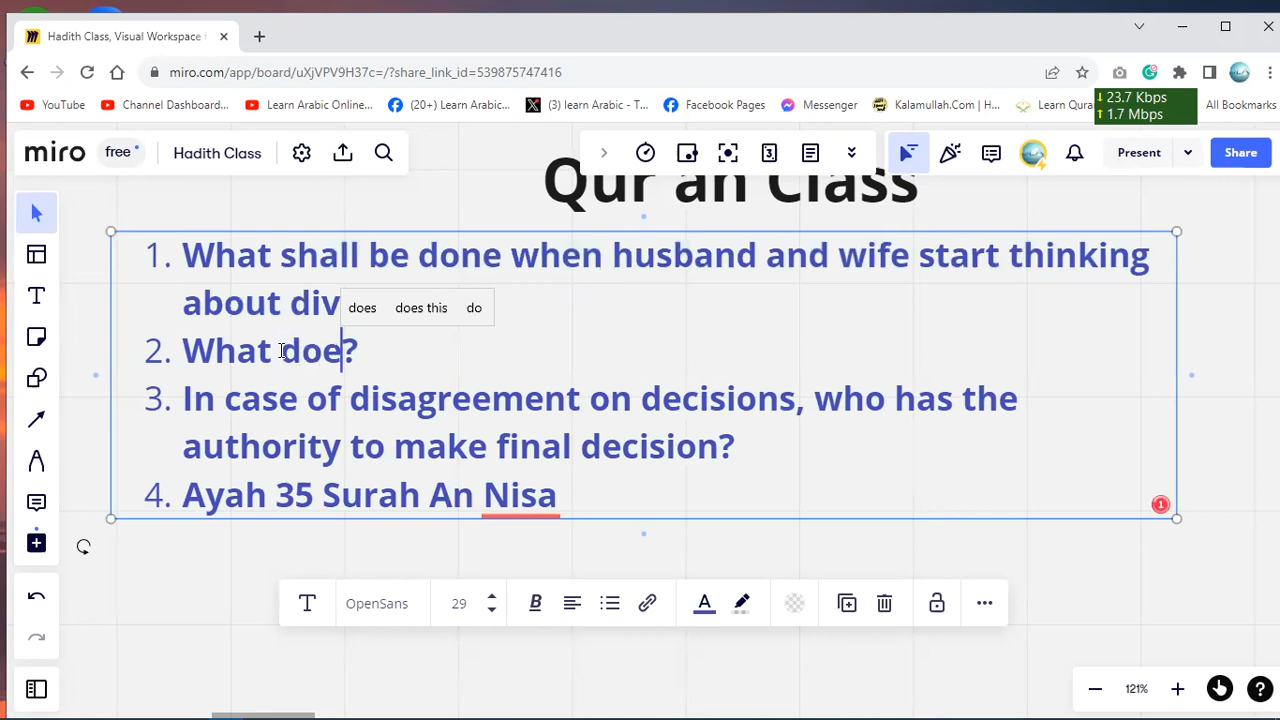 Hadith Class, Visual Workspace
miro.com/app/board/uXjVPV9H37c=/?share_link_id=539875747416
YouTube
Channel Dashboard...
Learn Arabic Online...
(20+) Learn Arabic...
(3) learn Arabic - T...
Facebook Pages
Messenger
Kalamullah.Com | H...
Learn Qura
All Bookmarks
↓ 23.7 Kbps
↑ 1.7 Mbps
miro
free
Hadith Class
Present
Share
Qur'an Class
1. What shall be done when husband and wife start thinking
about div
does does this do
2. What doe?
3. In case of disagreement on decisions, who has the
authority to make final decision?
4. Ayah 35 Surah An Nisa
1
OpenSans
29
121%